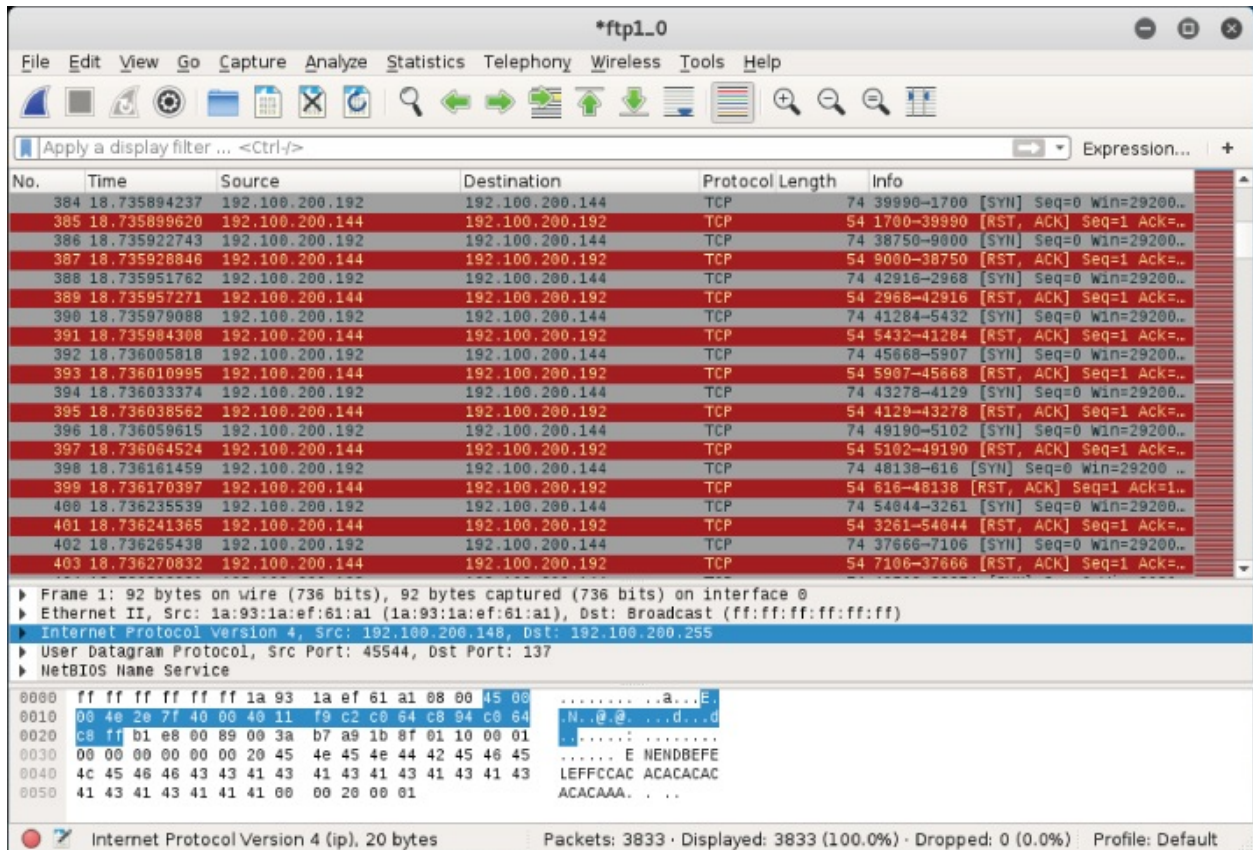 *ftp1_0
File Edit View Go Capture Analyze Statistics Telephony Wireless Tools Help
Apply a display filter ... <Ctrl-/> Expression... +
No. Time Source Destination Protocol Length Info
384 18.735894237 192.100.200.192 192.100.200.144 TCP 74 39990→1700 [SYN] Seq=0 Win=29200…
385 18.735899620 192.100.200.144 192.100.200.192 TCP 54 1700→39990 [RST, ACK] Seq=1 Ack=…
386 18.735922743 192.100.200.192 192.100.200.144 TCP 74 38750→9000 [SYN] Seq=0 Win=29200…
387 18.735928846 192.100.200.144 192.100.200.192 TCP 54 9000→38750 [RST, ACK] Seq=1 Ack=…
388 18.735951762 192.100.200.192 192.100.200.144 TCP 74 42916→2968 [SYN] Seq=0 Win=29200…
389 18.735957271 192.100.200.144 192.100.200.192 TCP 54 2968→42916 [RST, ACK] Seq=1 Ack=…
390 18.735979088 192.100.200.192 192.100.200.144 TCP 74 41284→5432 [SYN] Seq=0 Win=29200…
391 18.735984308 192.100.200.144 192.100.200.192 TCP 54 5432→41284 [RST, ACK] Seq=1 Ack=…
392 18.736005818 192.100.200.192 192.100.200.144 TCP 74 45668→5907 [SYN] Seq=0 Win=29200…
393 18.736010995 192.100.200.144 192.100.200.192 TCP 54 5907→45668 [RST, ACK] Seq=1 Ack=…
394 18.736033374 192.100.200.192 192.100.200.144 TCP 74 43278→4129 [SYN] Seq=0 Win=29200…
395 18.736038562 192.100.200.144 192.100.200.192 TCP 54 4129→43278 [RST, ACK] Seq=1 Ack=…
396 18.736059615 192.100.200.192 192.100.200.144 TCP 74 49190→5102 [SYN] Seq=0 Win=29200…
397 18.736064524 192.100.200.144 192.100.200.192 TCP 54 5102→49190 [RST, ACK] Seq=1 Ack=…
398 18.736161459 192.100.200.192 192.100.200.144 TCP 74 48138→616 [SYN] Seq=0 Win=29200 …
399 18.736170397 192.100.200.144 192.100.200.192 TCP 54 616→48138 [RST, ACK] Seq=1 Ack=1…
400 18.736235539 192.100.200.192 192.100.200.144 TCP 74 54044→3261 [SYN] Seq=0 Win=29200…
401 18.736241365 192.100.200.144 192.100.200.192 TCP 54 3261→54044 [RST, ACK] Seq=1 Ack=…
402 18.736265438 192.100.200.192 192.100.200.144 TCP 74 37666→7106 [SYN] Seq=0 Win=29200…
403 18.736270832 192.100.200.144 192.100.200.192 TCP 54 7106→37666 [RST, ACK] Seq=1 Ack=…
Frame 1: 92 bytes on wire (736 bits), 92 bytes captured (736 bits) on interface 0
Ethernet II, Src: 1a:93:1a:ef:61:a1 (1a:93:1a:ef:61:a1), Dst: Broadcast (ff:ff:ff:ff:ff:ff)
Internet Protocol Version 4, Src: 192.100.200.148, Dst: 192.100.200.255
User Datagram Protocol, Src Port: 45544, Dst Port: 137
NetBIOS Name Service
0000 ff ff ff ff ff ff 1a 93 1a ef 61 a1 08 00 45 00 ........ ..a...E.
0010 00 4e 2e 7f 40 00 40 11 f9 c2 c0 64 c8 94 c0 64 .N..@.@. ...d...d
0020 c8 ff b1 e8 00 89 00 3a b7 a9 1b 8f 01 10 00 01 .......: ........
0030 00 00 00 00 00 00 20 45 4e 45 4e 44 42 45 46 45 ...... E NENDBEFE
0040 4c 45 46 46 43 43 41 43 41 43 41 43 41 43 41 43 LEFFCCAC ACACACAC
0050 41 43 41 43 41 41 41 00 00 20 00 01 ACACAAA. . ..
Internet Protocol Version 4 (ip), 20 bytes Packets: 3833 · Displayed: 3833 (100.0%) · Dropped: 0 (0.0%) Profile: Default